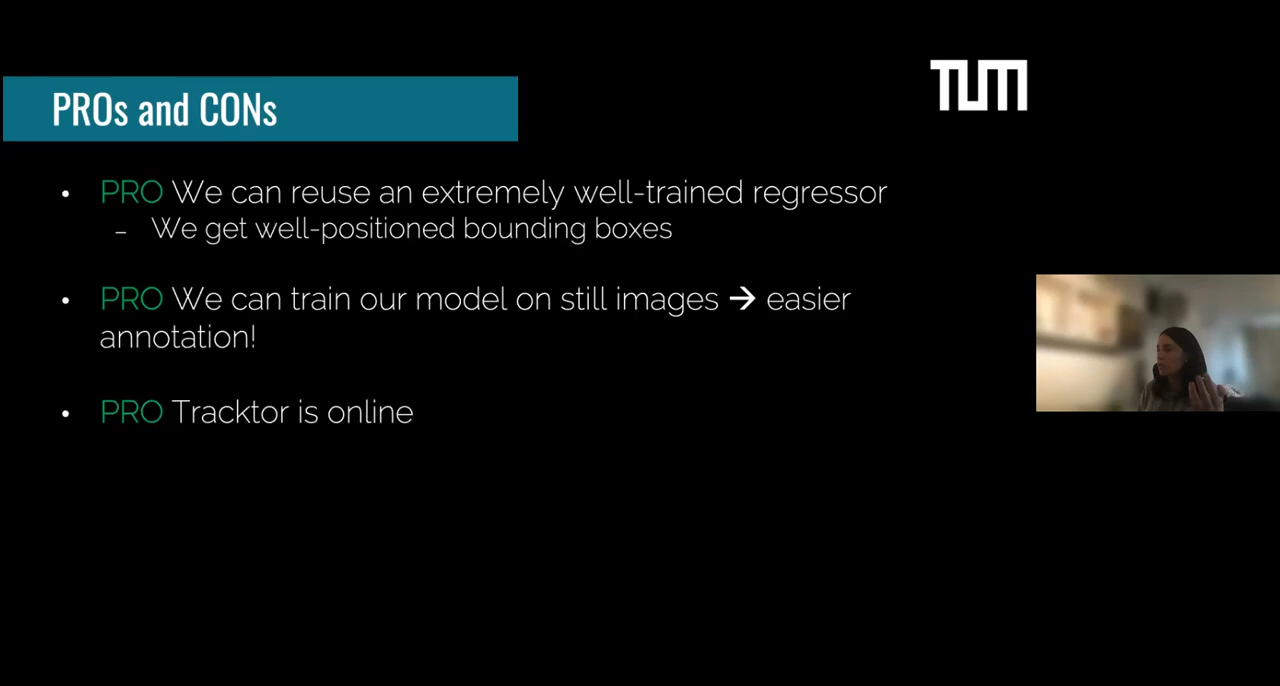 TUM
PROs and CONs
• PRO We can reuse an extremely well-trained regressor
– We get well-positioned bounding boxes
• PRO We can train our model on still images → easier
annotation!
• PRO Tracktor is online